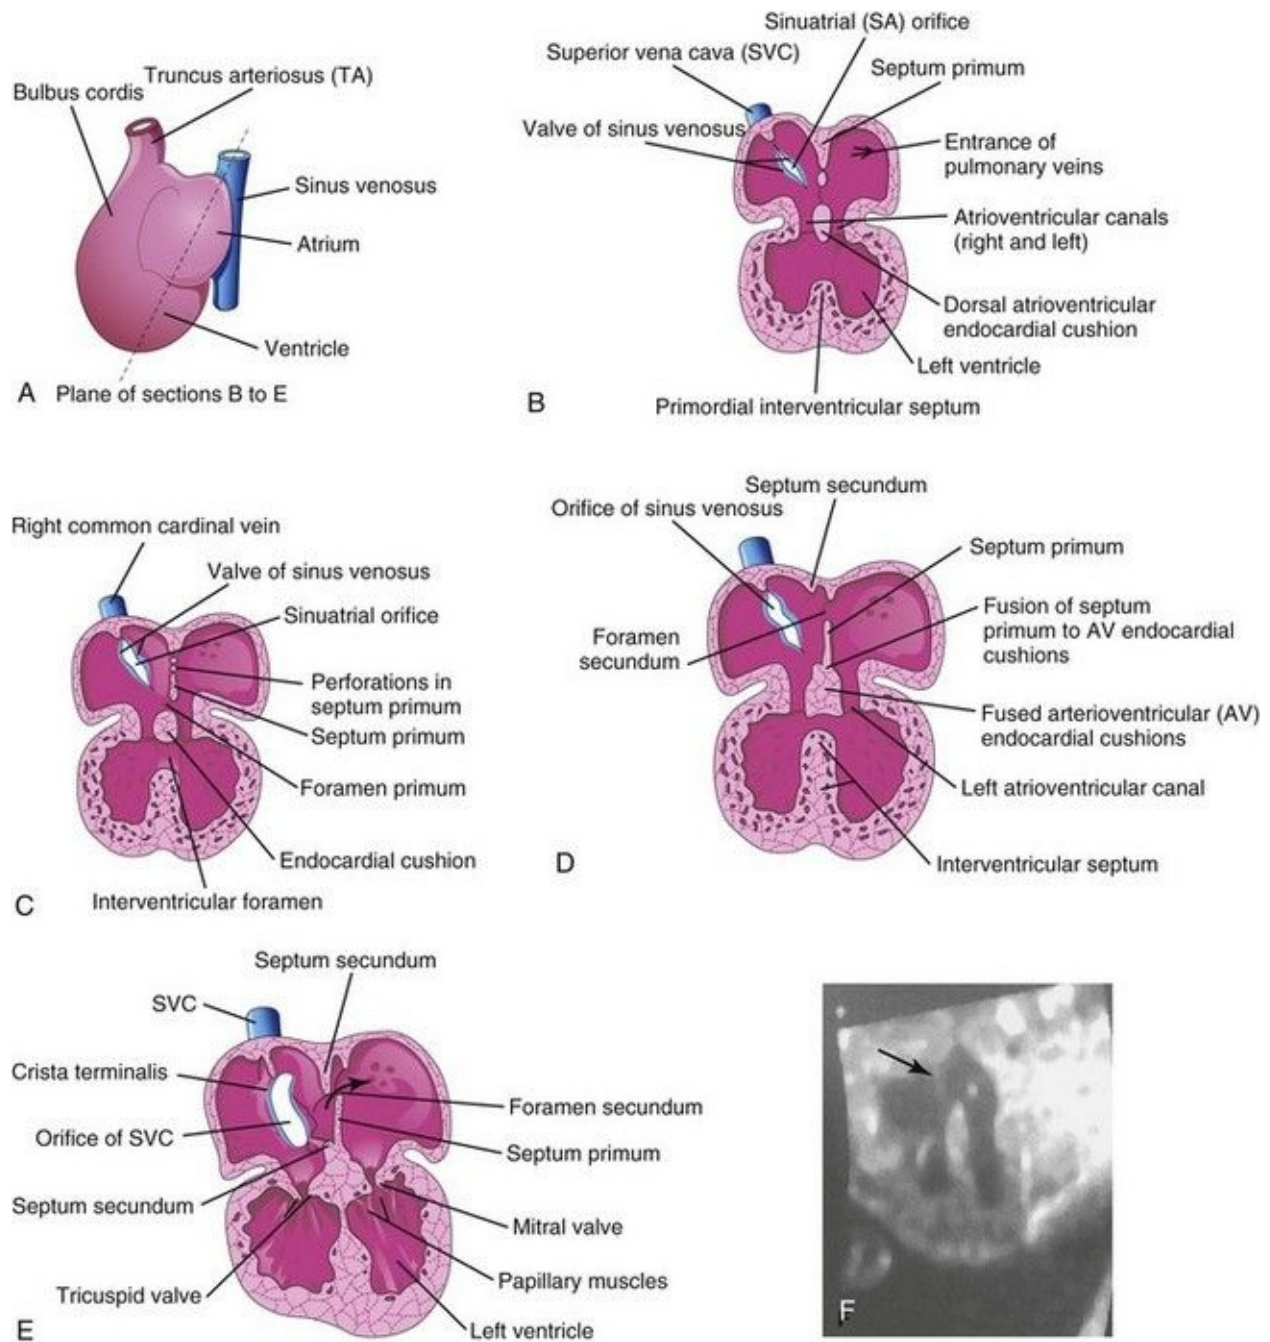 Bulbus cordis
Truncus arteriosus (TA)
Sinus venosus
Atrium
Ventricle
A Plane of sections B to E
Sinuatrial (SA) orifice
Superior vena cava (SVC)
Septum primum
Valve of sinus venosus
Entrance of
pulmonary veins
Atrioventricular canals
(right and left)
Dorsal atrioventricular
endocardial cushion
Left ventricle
Primordial interventricular septum
B
Right common cardinal vein
Valve of sinus venosus
Sinuatrial orifice
Perforations in
septum primum
Septum primum
Foramen primum
Endocardial cushion
Interventricular foramen
C
Septum secundum
Orifice of sinus venosus
Septum primum
Foramen
secundum
Fusion of septum
primum to AV endocardial
cushions
Fused arterioventricular (AV)
endocardial cushions
Left atrioventricular canal
Interventricular septum
D
Septum secundum
SVC
Crista terminalis
Orifice of SVC
Septum secundum
Tricuspid valve
Foramen secundum
Septum primum
Mitral valve
Papillary muscles
Left ventricle
E
F